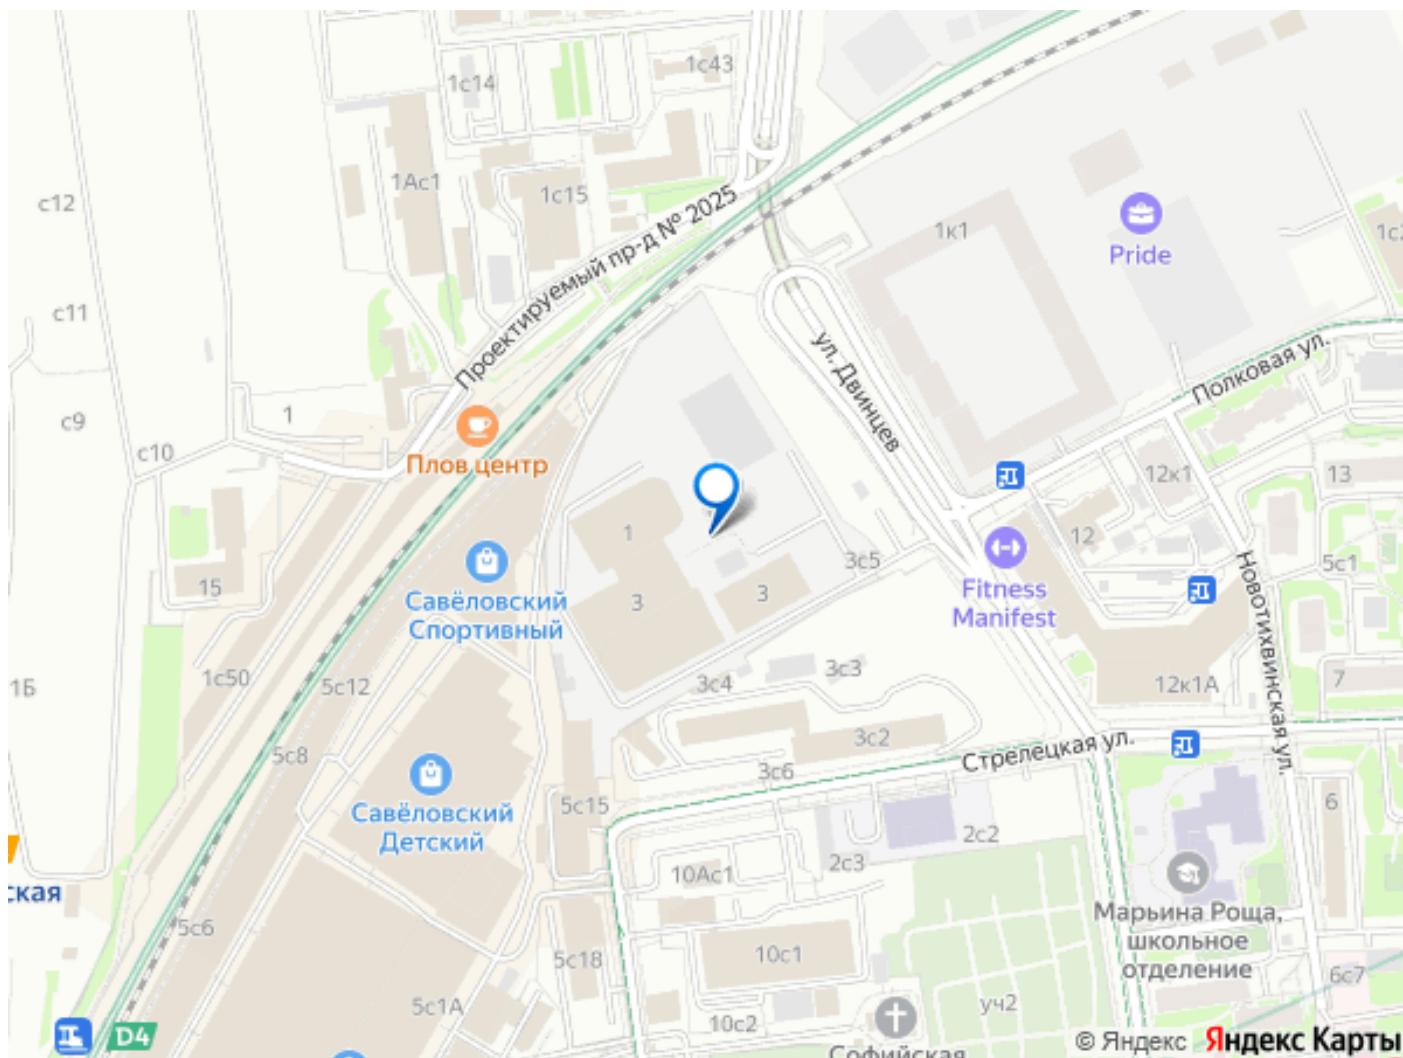 1с43
1с14
1Ас1
1с15
с12
1к1
1с2
Pride
Проектируемый пр-д № 2025
с11
ул. Двинцев
Полковая ул.
с9
1
с10
Плов центр
12к1
13
1
12
3с5
5с1
15
Савёловский
Спортивный
3
3
Fitness
Manifest
Новотихвинская ул.
1Б
1с50
5с12
3с4
3с3
12к1А
7
5с8
3с2
Стрелецкая ул.
3с6
5с15
Савёловский
Детский
6
2с2
2с3
10Ас1
ская
Марьина Роща,
школьное
отделение
5с6
5с18
10с1
6с7
5с1А
уч2
10с2
D4
Софийская
© Яндекс Яндекс Карты